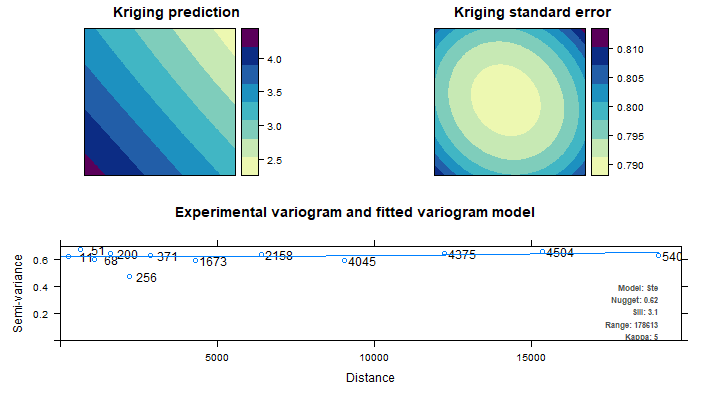 Kriging prediction
Kriging standard error
4.0
3.5
3.0
2.5
0.810
0.805
0.800
0.795
0.790
Experimental variogram and fitted variogram model
Semi-variance
0.6
0.4
0.2
11
51
68
200
256
371
1673
2158
4045
4375
4504
540
Model: Ste
Nugget: 0.62
Sill: 3.1
Range: 178613
Kappa: 5
5000
10000
15000
Distance